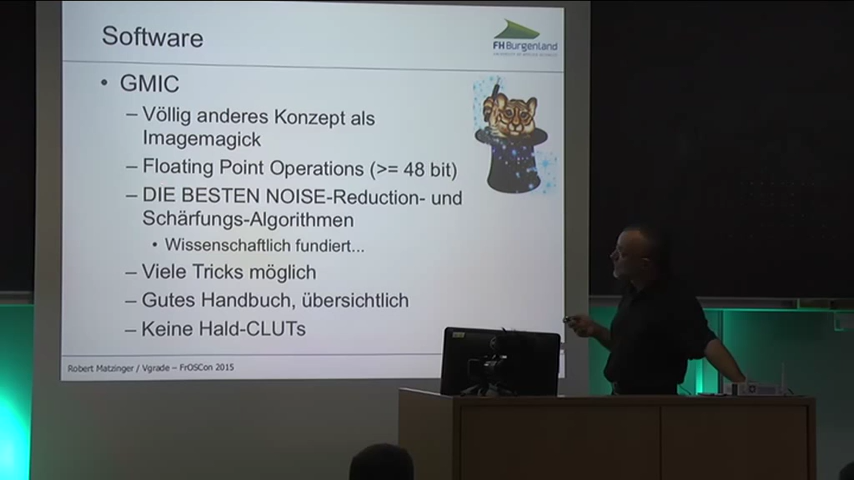 Software
FH Burgenland
• GMIC
– Völlig anderes Konzept als
Imagemagick
– Floating Point Operations (>= 48 bit)
– DIE BESTEN NOISE-Reduction- und
Schärfungs-Algorithmen
• Wissenschaftlich fundiert...
– Viele Tricks möglich
– Gutes Handbuch, übersichtlich
– Keine Hald-CLUTs
Robert Matzinger / Vgrade – FrOSCon 2015